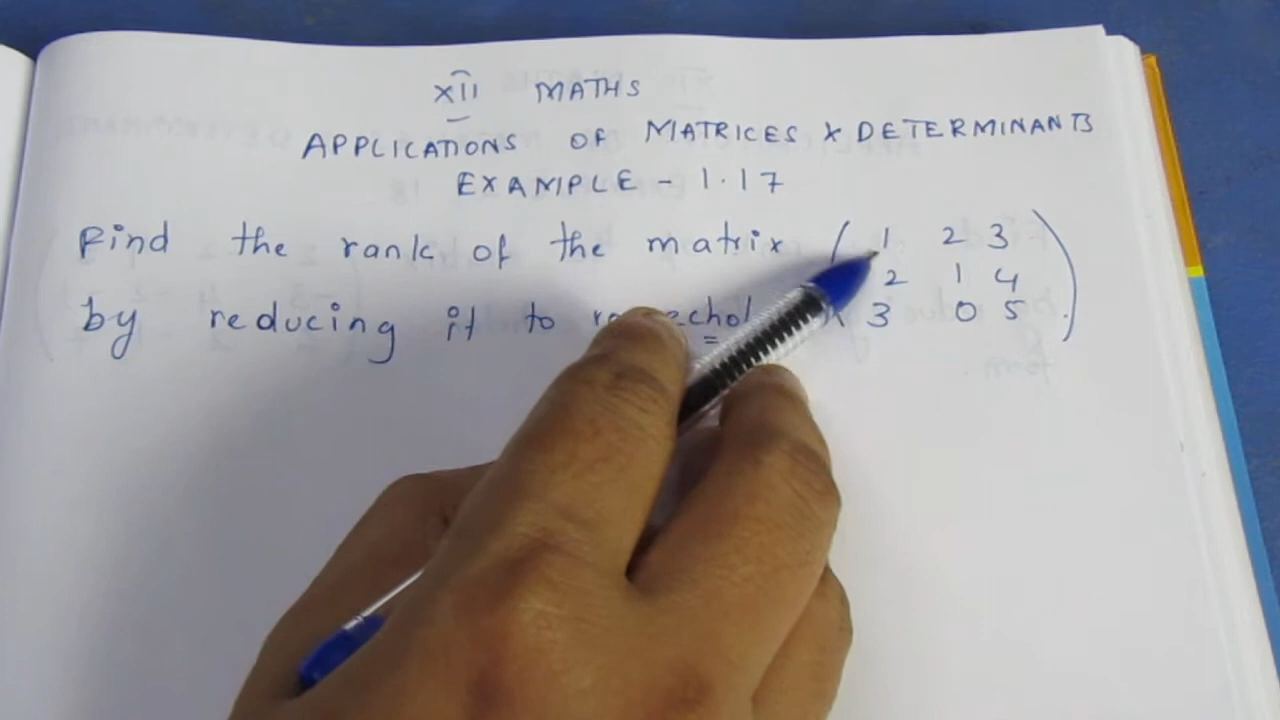 XII MATHS
APPLICATIONS OF MATRICES & DETERMINANTS
EXAMPLE - 1.17
Find the rank of the matrix ( 1 2 3
2 1 4
by reducing it to 3 0 5 )